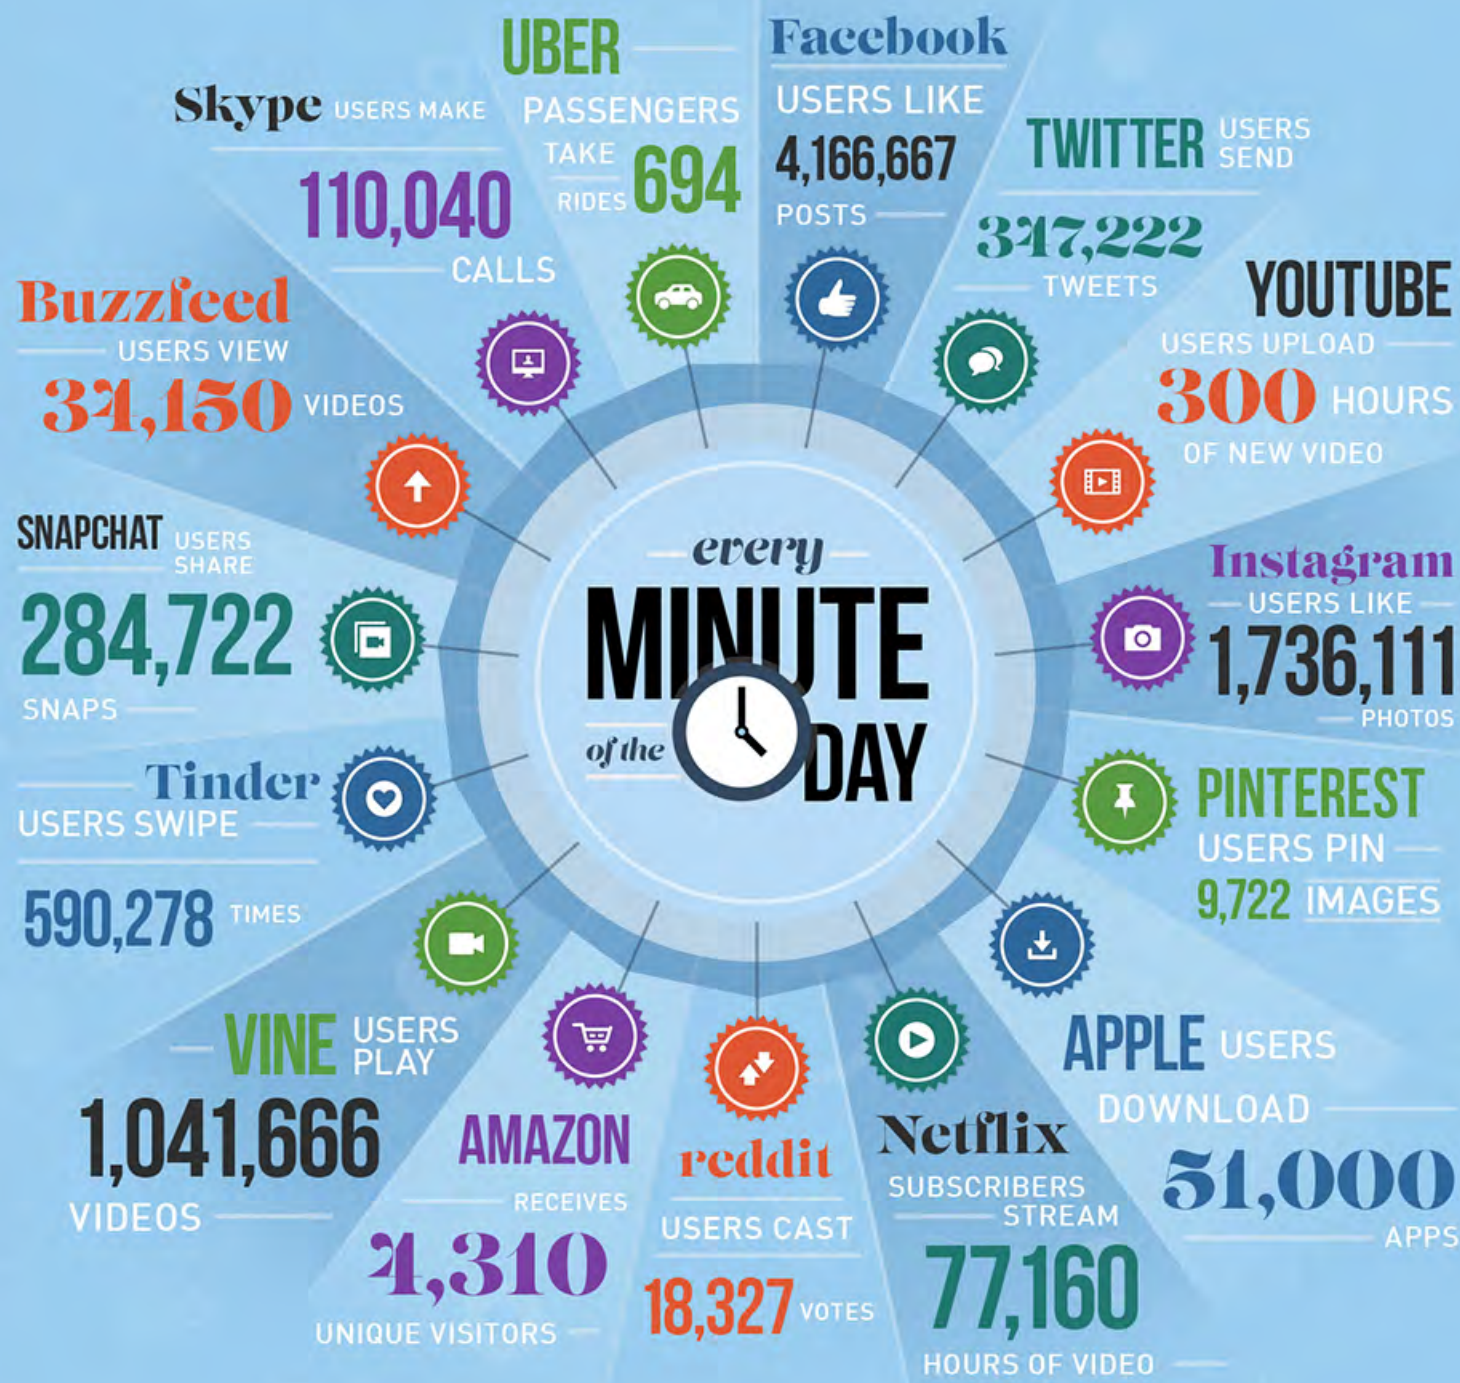 UBER
PASSENGERS
TAKE
RIDES 694
Facebook
USERS LIKE
4,166,667
POSTS
TWITTER USERS
SEND
347,222
TWEETS
YOUTUBE
USERS UPLOAD
300 HOURS
OF NEW VIDEO
Instagram
USERS LIKE
1,736,111
PHOTOS
PINTEREST
USERS PIN
9,722 IMAGES
APPLE USERS
DOWNLOAD
51,000
APPS
Netflix
SUBSCRIBERS
STREAM
77,160
HOURS OF VIDEO
reddit
USERS CAST
18,327 VOTES
AMAZON
RECEIVES
4,310
UNIQUE VISITORS
VINE USERS
PLAY
1,041,666
VIDEOS
Tinder
USERS SWIPE
590,278 TIMES
SNAPCHAT USERS
SHARE
284,722
SNAPS
Buzzfeed
USERS VIEW
34,150 VIDEOS
Skype USERS MAKE
110,040
CALLS
every
MINUTE
of the
DAY